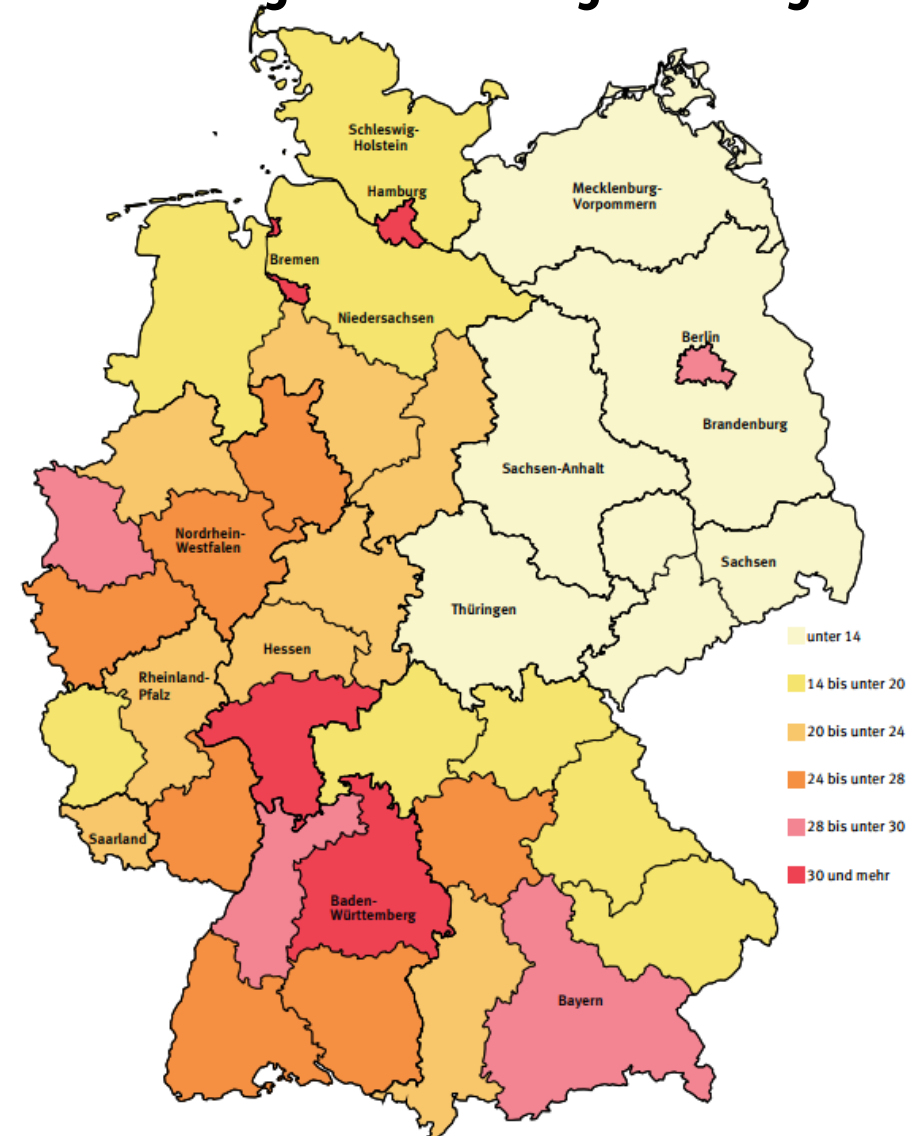 Schleswig-
Holstein
Hamburg
Mecklenburg-
Vorpommern
Bremen
Niedersachsen
Berlin
Brandenburg
Sachsen-Anhalt
Nordrhein-
Westfalen
Sachsen
Thüringen
Hessen
Rheinland-
Pfalz
Saarland
Baden-
Württemberg
Bayern
unter 14
14 bis unter 20
20 bis unter 24
24 bis unter 28
28 bis unter 30
30 und mehr